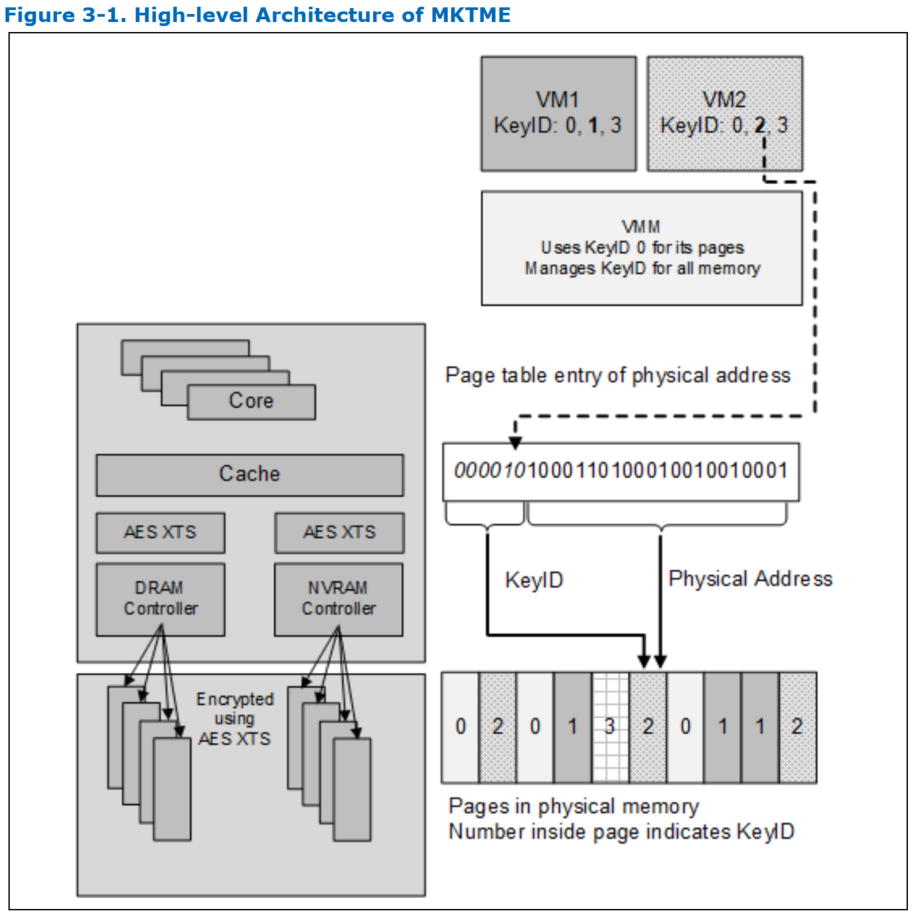 Figure 3-1. High-level Architecture of MKTME
VM1
KeyID: 0, 1, 3
VM2
KeyID: 0, 2, 3
VMM
Uses KeyID 0 for its pages
Manages KeyID for all memory
Page table entry of physical address
0000101000110100010010010001
KeyID
Physical Address
0 2 0 1 3 2 0 1 1 2
Pages in physical memory
Number inside page indicates KeyID
Core
Cache
AES XTS
AES XTS
DRAM
Controller
NVRAM
Controller
Encrypted
using
AES XTS